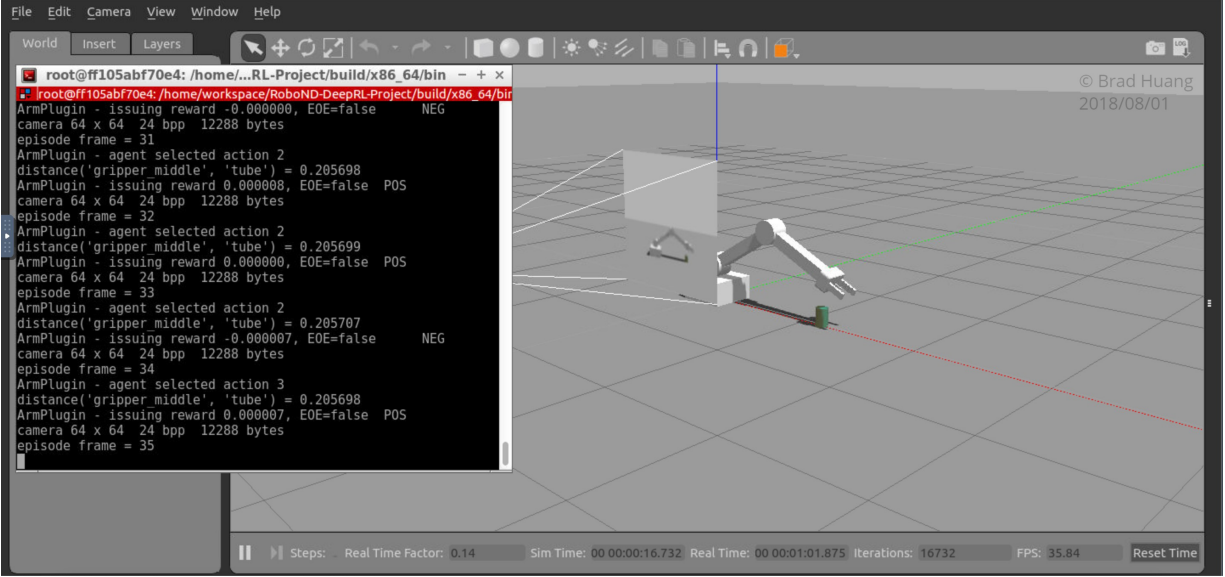 File Edit Camera View Window Help
World Insert Layers
LOG
root@ff105abf70e4: /home/...RL-Project/build/x86_64/bin − + ×
root@ff105abf70e4: /home/workspace/RoboND-DeepRL-Project/build/x86_64/bin
ArmPlugin - issuing reward -0.000000, EOE=false NEG
camera 64 x 64 24 bpp 12288 bytes
episode frame = 31
ArmPlugin - agent selected action 2
distance('gripper_middle', 'tube') = 0.205698
ArmPlugin - issuing reward 0.000008, EOE=false POS
camera 64 x 64 24 bpp 12288 bytes
episode frame = 32
ArmPlugin - agent selected action 2
distance('gripper_middle', 'tube') = 0.205699
ArmPlugin - issuing reward 0.000000, EOE=false POS
camera 64 x 64 24 bpp 12288 bytes
episode frame = 33
ArmPlugin - agent selected action 2
distance('gripper_middle', 'tube') = 0.205707
ArmPlugin - issuing reward -0.000007, EOE=false NEG
camera 64 x 64 24 bpp 12288 bytes
episode frame = 34
ArmPlugin - agent selected action 3
distance('gripper_middle', 'tube') = 0.205698
ArmPlugin - issuing reward 0.000007, EOE=false POS
camera 64 x 64 24 bpp 12288 bytes
episode frame = 35
© Brad Huang
2018/08/01
Steps: Real Time Factor: 0.14 Sim Time: 00 00:00:16.732 Real Time: 00 00:01:01.875 Iterations: 16732 FPS: 35.84 Reset Time